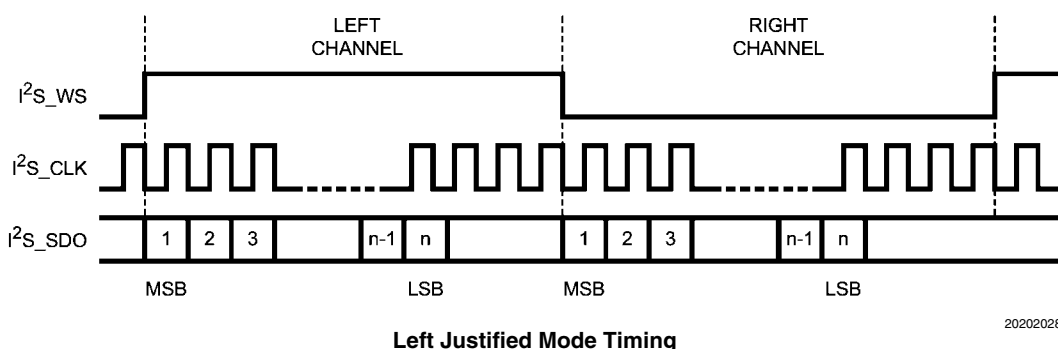 LEFT
CHANNEL
RIGHT
CHANNEL
I²S_WS
I²S_CLK
I²S_SDO
1 2 3 n-1 n 1 2 3 n-1 n
MSB LSB MSB LSB
20202028
Left Justified Mode Timing